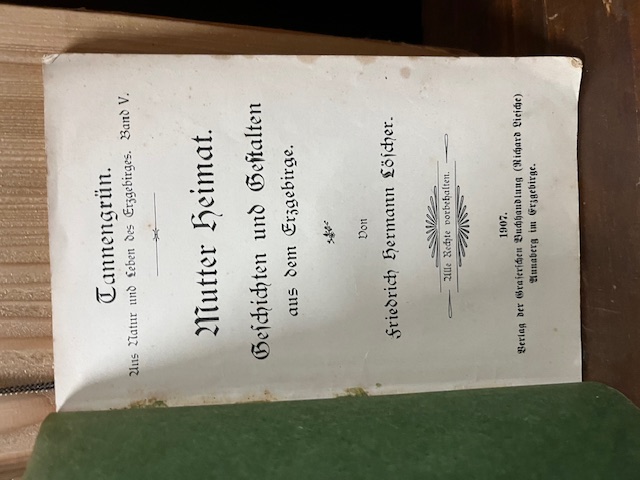 Tannengrün.
Aus Natur und Leben des Erzgebirges. Band V.
Mutter Heimat.
Geschichten und Gestalten
aus dem Erzgebirge.
Von
Friedrich Hermann Löscher.
Alle Rechte vorbehalten.
1907.
Verlag der Graserschen Buchhandlung (Richard Liesche)
Annaberg im Erzgebirge.